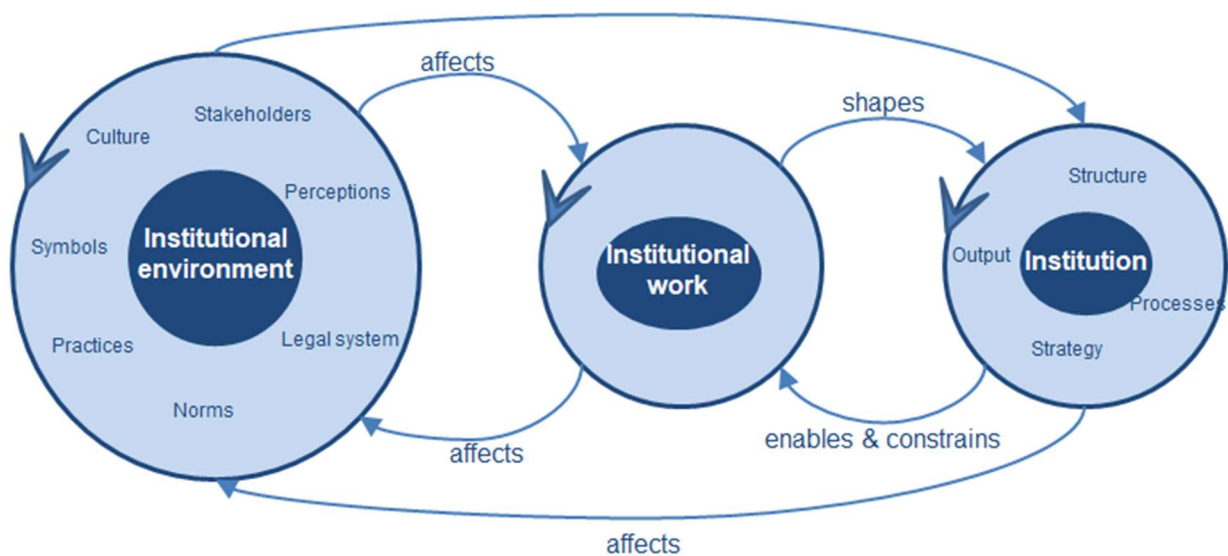 affects
shapes
Stakeholders
Culture
Perceptions
Symbols
Institutional
environment
Practices
Legal system
Norms
Institutional
work
Structure
Output
Institution
Processes
Strategy
affects
enables & constrains
affects